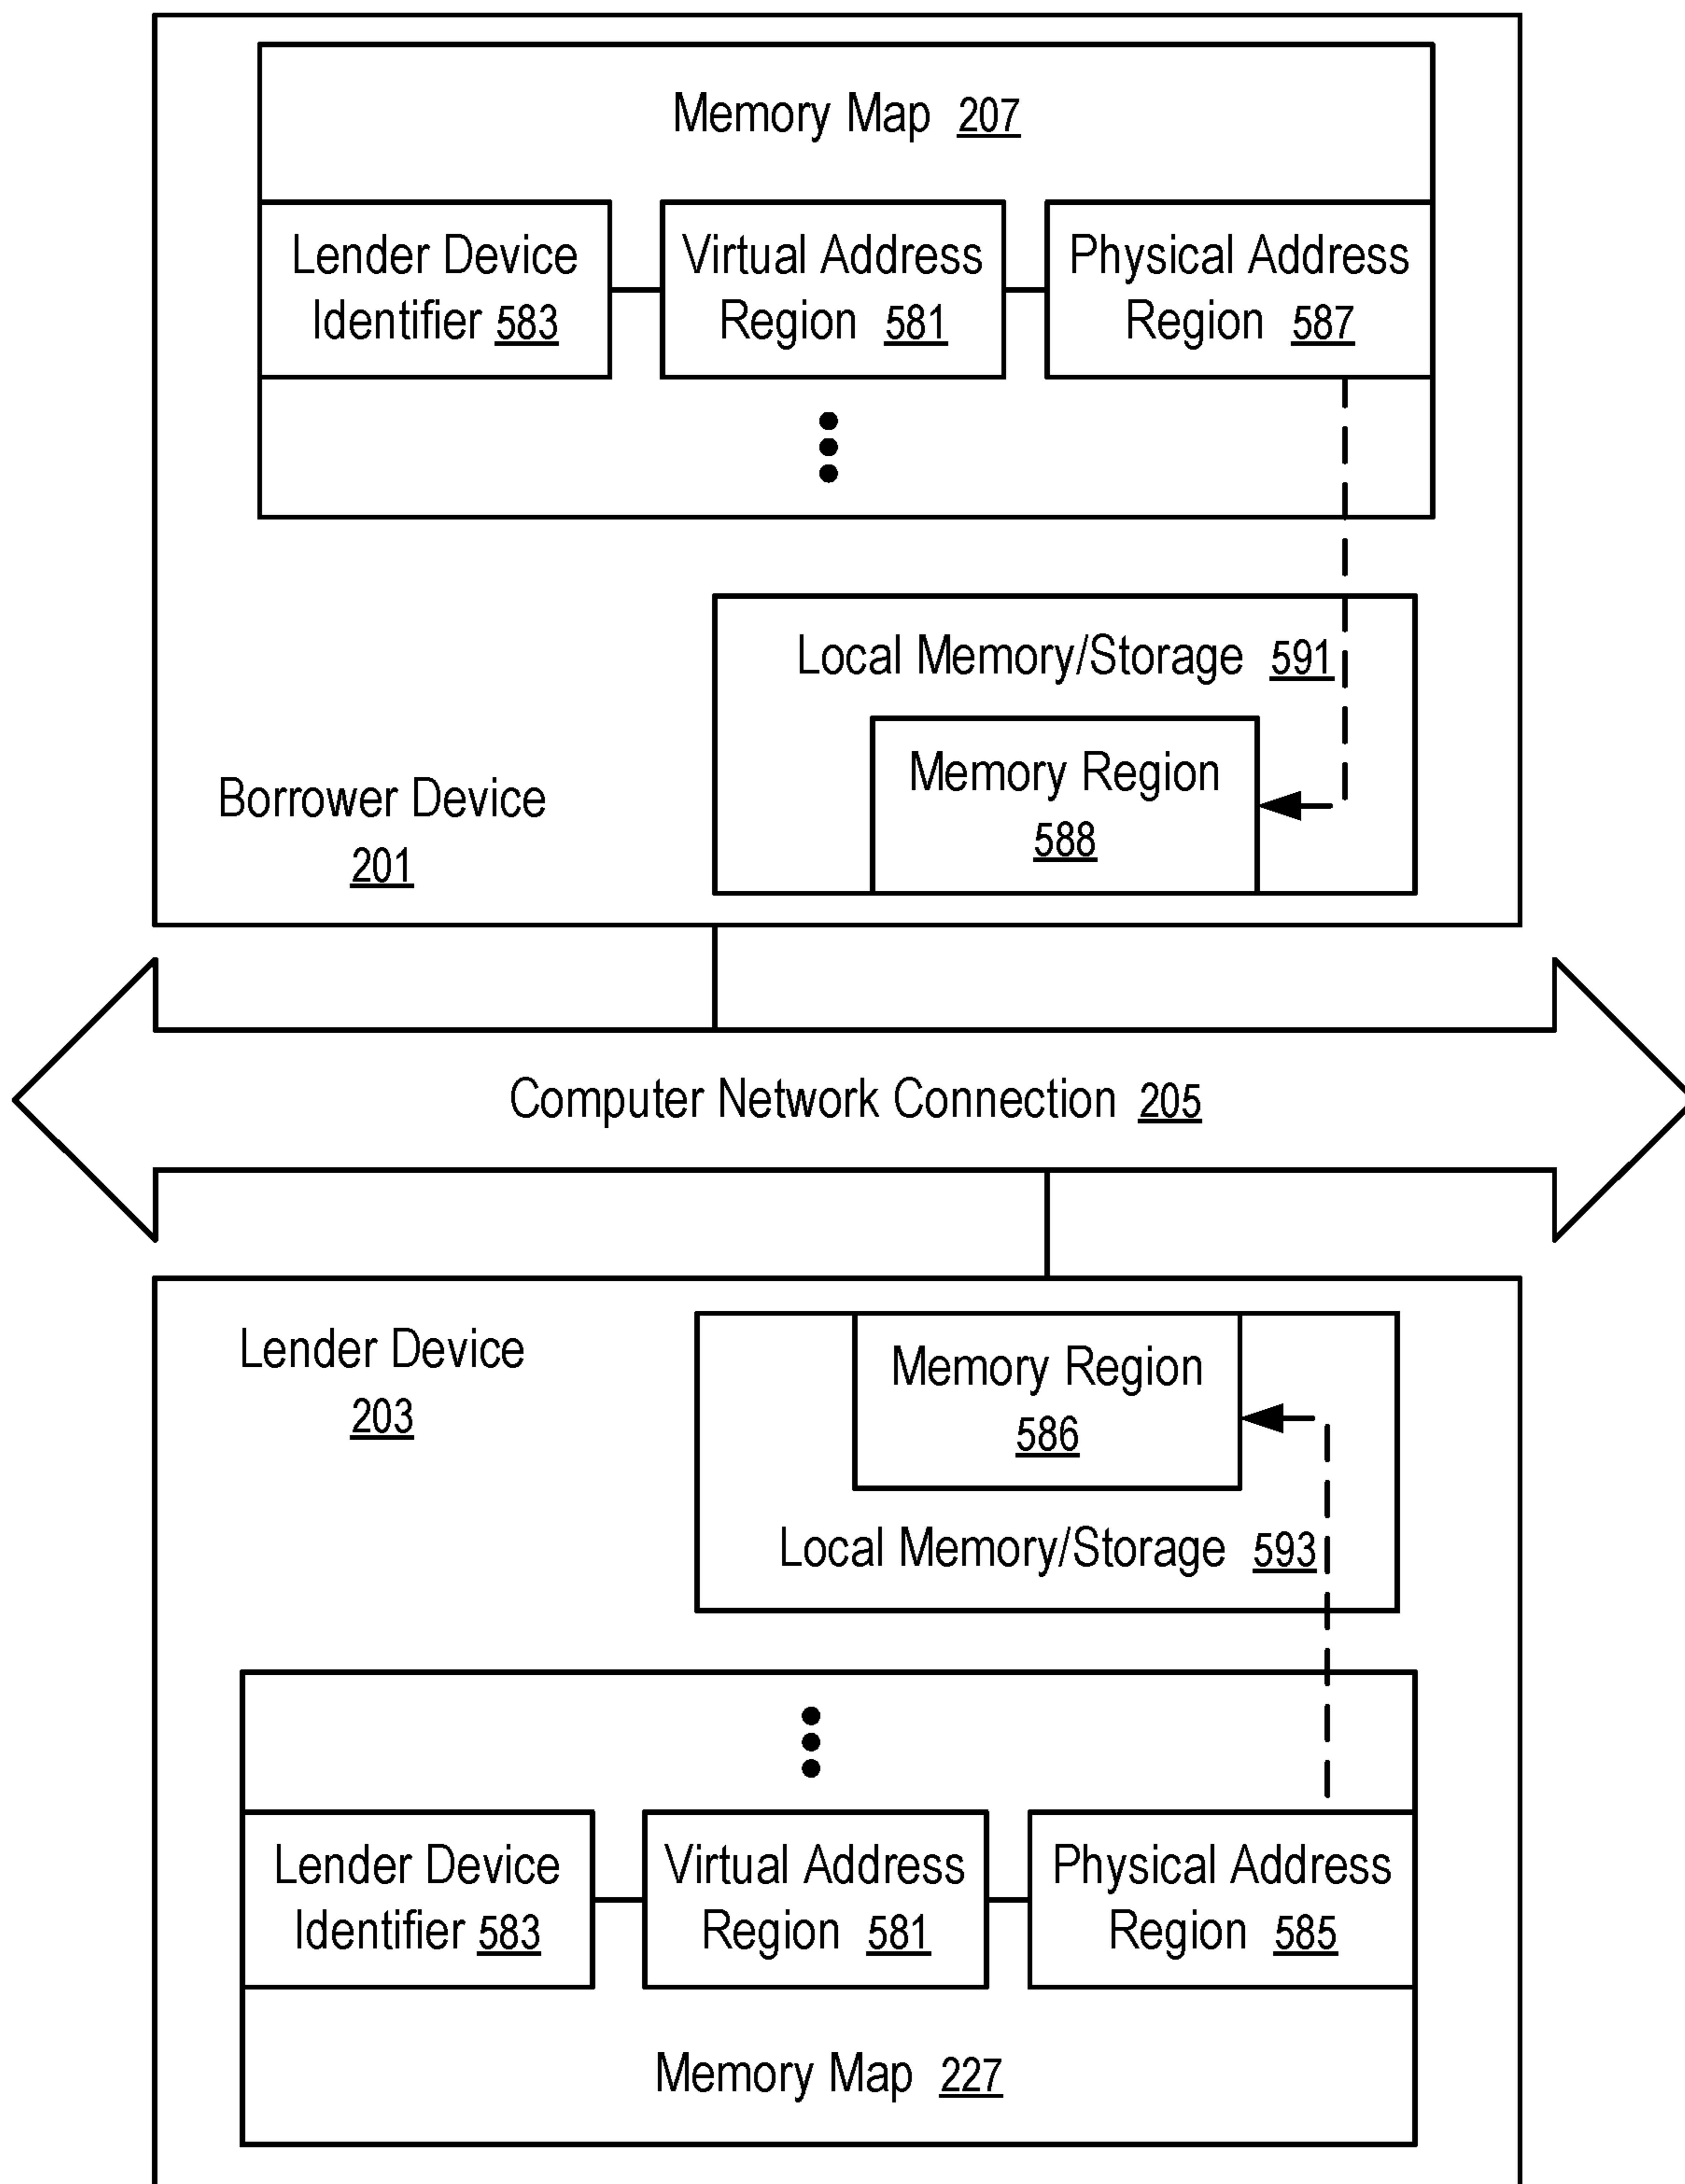 Memory Map 207
Lender Device
Identifier 583
Virtual Address
Region 581
Physical Address
Region 587
Local Memory/Storage 591
Memory Region
588
Borrower Device
201
Computer Network Connection 205
Lender Device
203
Memory Region
586
Local Memory/Storage 593
Lender Device
Identifier 583
Virtual Address
Region 581
Physical Address
Region 585
Memory Map 227